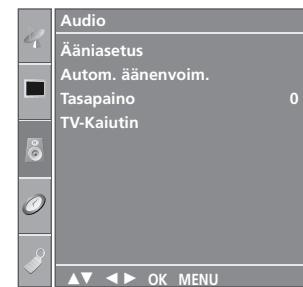 Audio
Ääniasetus
Autom. äänenvoim.
Tasapaino 0
TV-Kaiutin
▲▼ ◄► OK MENU